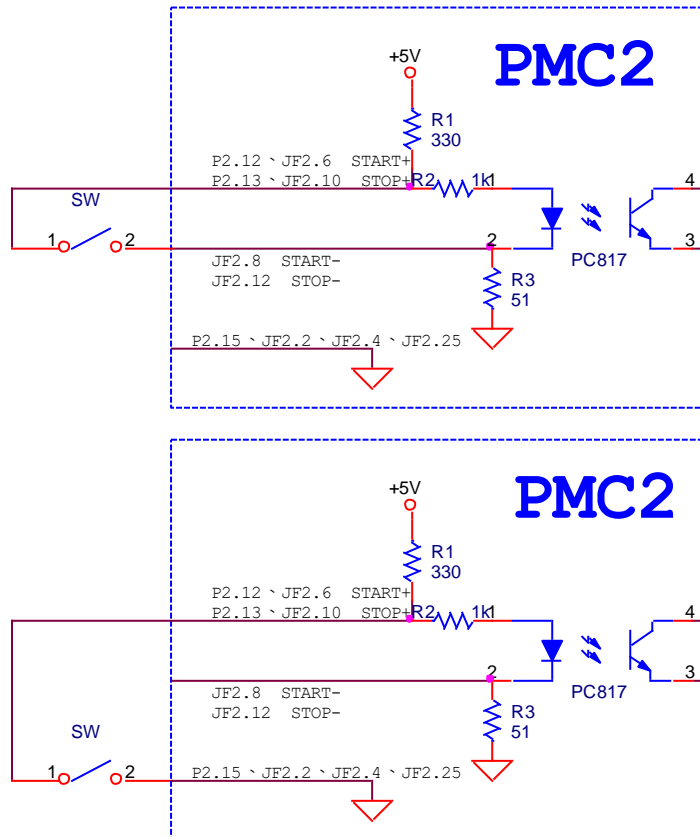 PMC2
+5V
R1
330
P2.12、JF2.6 START+
P2.13、JF2.10 STOP+
R2 1k
1
4
SW
1 2
2
3
JF2.8 START-
JF2.12 STOP-
PC817
R3
51
P2.15、JF2.2、JF2.4、JF2.25
PMC2
+5V
R1
330
P2.12、JF2.6 START+
P2.13、JF2.10 STOP+
R2 1k
1
4
2
3
JF2.8 START-
JF2.12 STOP-
PC817
R3
51
SW
1 2
P2.15、JF2.2、JF2.4、JF2.25